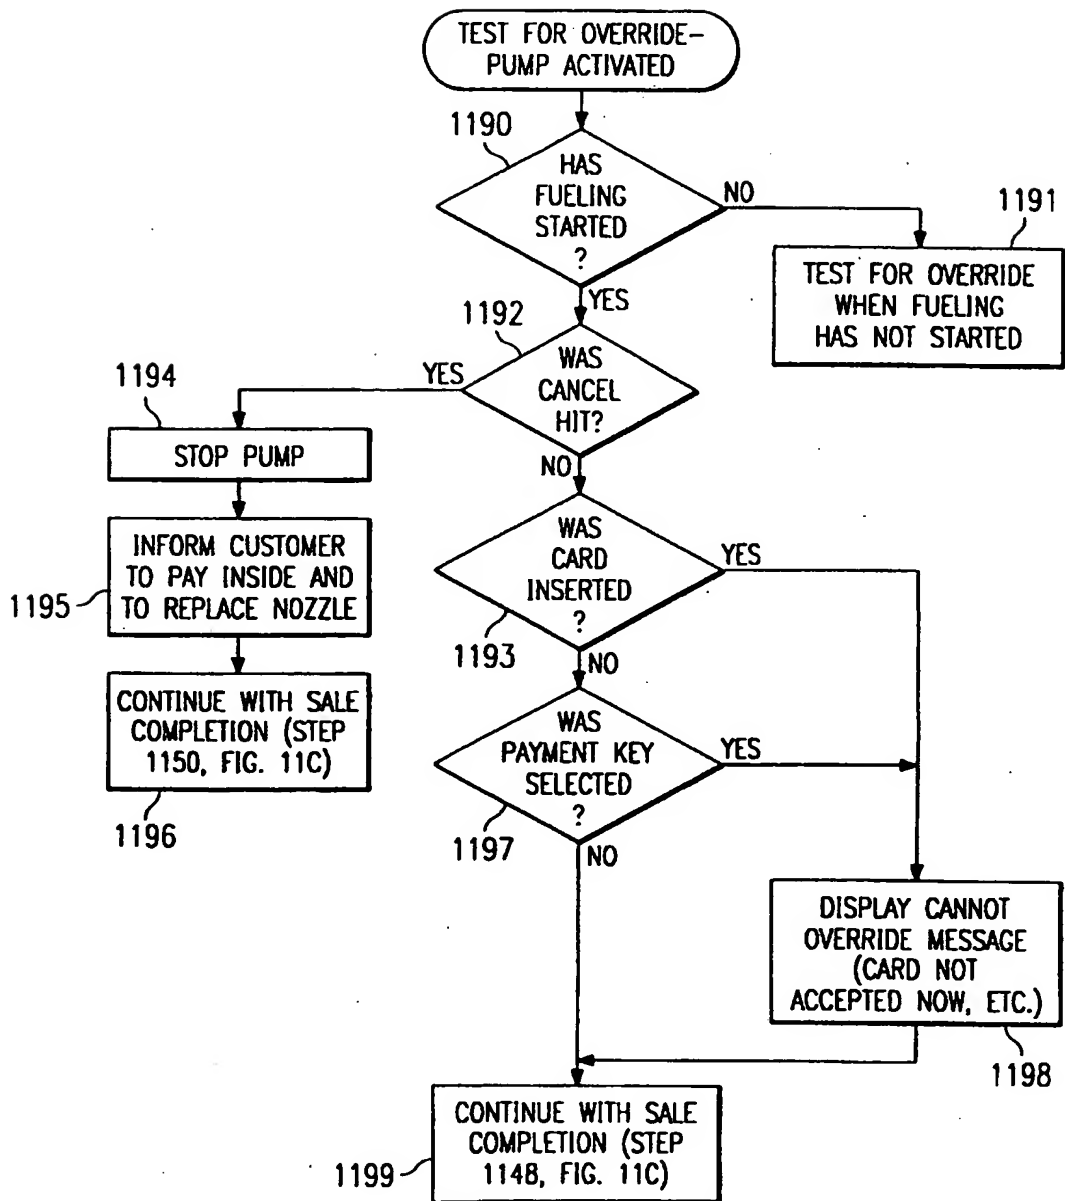 TEST FOR OVERRIDE-
PUMP ACTIVATED
1190
HAS
FUELING
STARTED
?
NO
1191
TEST FOR OVERRIDE
WHEN FUELING
HAS NOT STARTED
YES
1192
WAS
CANCEL
HIT?
YES
1194
STOP PUMP
NO
INFORM CUSTOMER
TO PAY INSIDE AND
TO REPLACE NOZZLE
1195
WAS
CARD
INSERTED
?
YES
1193
NO
CONTINUE WITH SALE
COMPLETION (STEP
1150, FIG. 11C)
1196
WAS
PAYMENT KEY
SELECTED
?
YES
1197
NO
DISPLAY CANNOT
OVERRIDE MESSAGE
(CARD NOT
ACCEPTED NOW, ETC.)
1198
CONTINUE WITH SALE
COMPLETION (STEP
1148, FIG. 11C)
1199